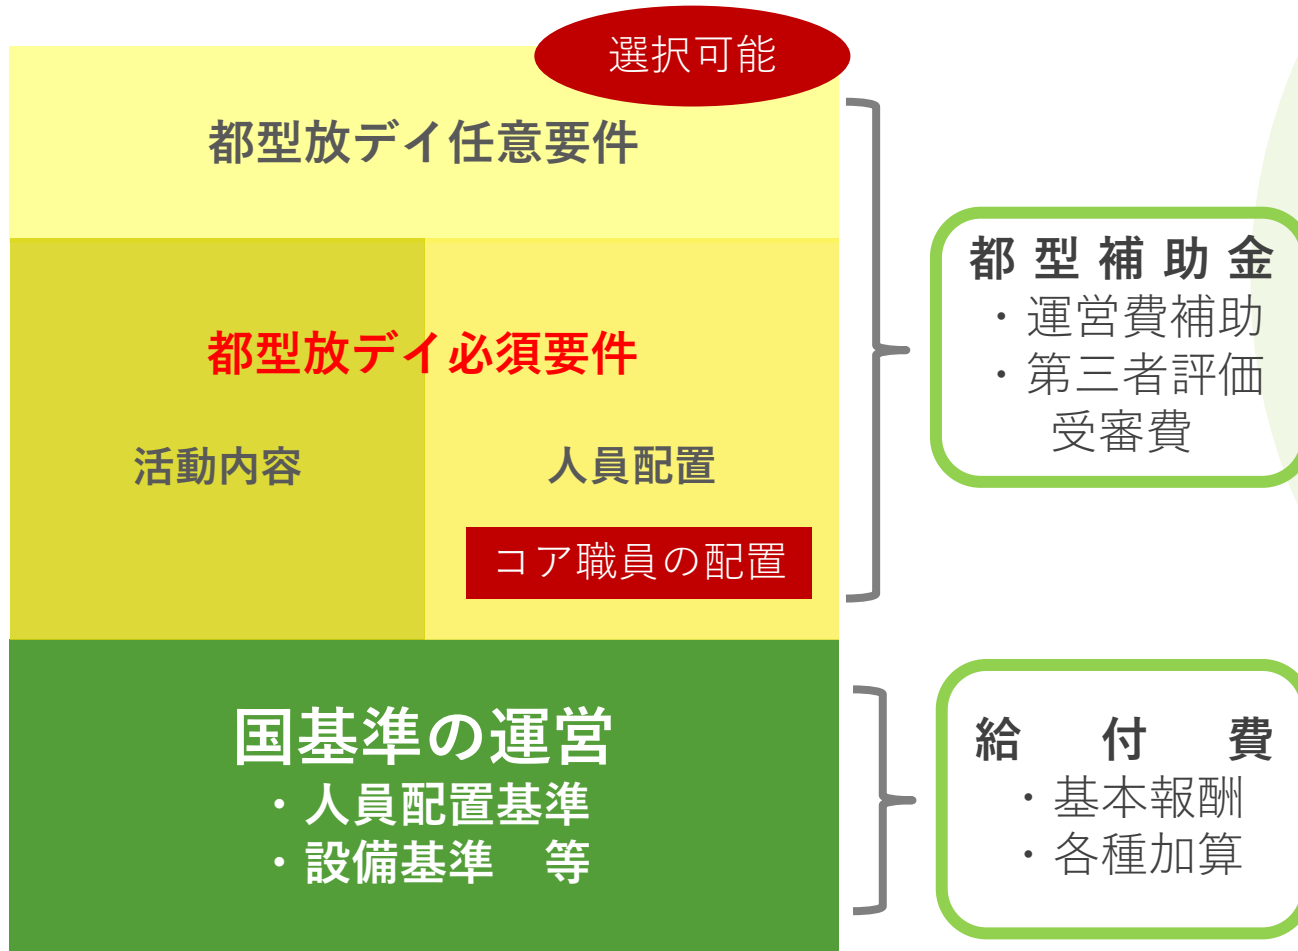 選択可能
都型放デイ任意要件
都型放デイ必須要件
活動内容
人員配置
コア職員の配置
国基準の運営
・人員配置基準
・設備基準　等
都型補助金
・運営費補助
・第三者評価
受審費
給付費
・基本報酬
・各種加算